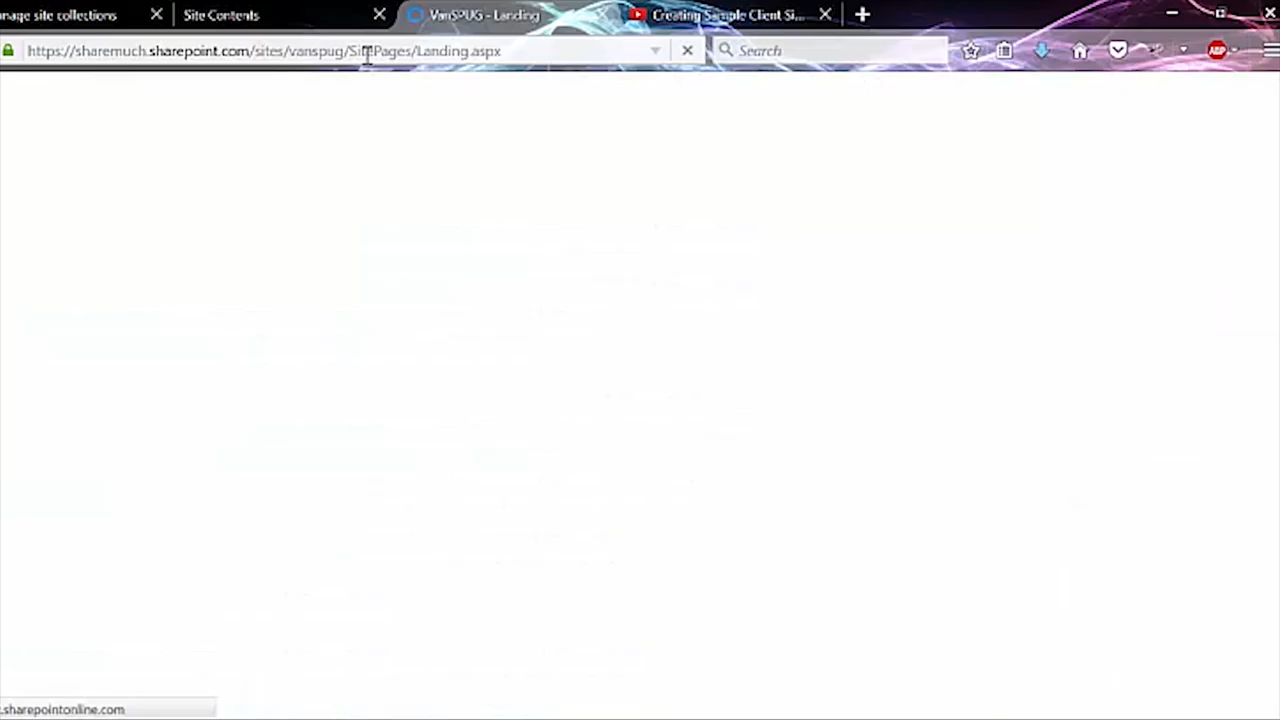 nage site collections
Site Contents
VanSPUG - Landing
Creating Sample Client Si...
https://sharemuch.sharepoint.com/sites/vanspug/SitePages/Landing.aspx
Search
ABP
.sharepointonline.com